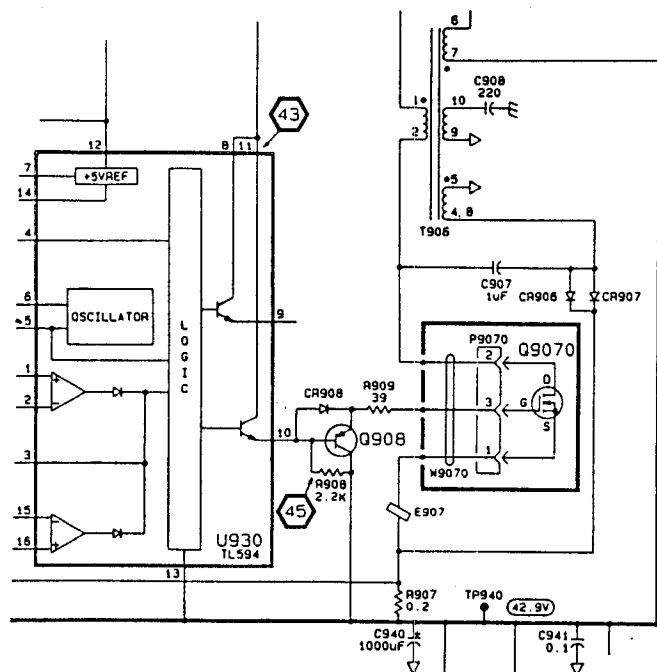 6
7
C908
220
1
10
2
9
5
4, 8
T906
43
8 11
12
7
+5VREF
14
4
6
OSCILLATOR
5
LOGIC
9
1
2
3
10
15
16
U930
TL594
13
C907
1uF
CR906
CR907
P9070
Q9070
2
D
3
G
S
1
W9070
CR908
R909
39
Q908
R908
2.2K
45
E907
R907
0.2
TP940
42.9V
C940
1000uF
C941
0.1